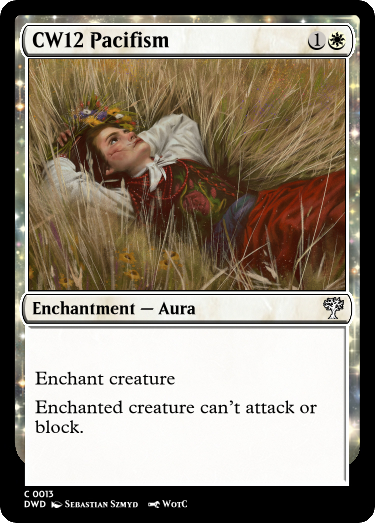 CW12 Pacifism 1
Enchantment — Aura
Enchant creature
Enchanted creature can't attack or
block.
C 0013
DWD Sebastian Szmyd WotC